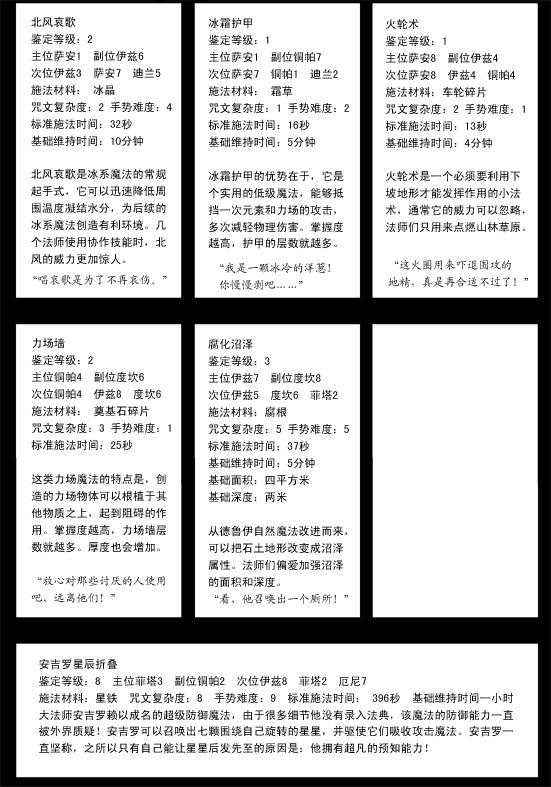 北风哀歌
鉴定等级：2
主位萨安1  副位伊兹6
次位伊兹3  萨安7  迪兰5
施法材料：  冰晶
咒文复杂度：2 手势难度：4
标准施法时间：32秒
基础维持时间：10分钟
北风哀歌是冰系魔法的常规
起手式，它可以迅速降低周
围温度凝结水分，为后续的
冰系魔法创造有利环境。几
个法师使用协作技能时，北
风的威力更加惊人。
“唱哀歌是为了不再哀伤。”
冰霜护甲
鉴定等级：1
主位萨安1  副位铜帕7
次位萨安7  铜帕1  迪兰2
施法材料：  霜草
咒文复杂度：1 手势难度：2
标准施法时间：16秒
基础维持时间：5分钟
冰霜护甲的优势在于，它是
个实用的低级魔法，能够抵
挡一次元素和力场的攻击，
多次减轻物理伤害。掌握度
越高，护甲的层数就越多。
“我是一颗冰冷的洋葱！
你慢慢剥吧……”
火轮术
鉴定等级：1
主位萨安8  副位伊兹4
次位萨安8  伊兹4  铜帕4
施法材料：车轮碎片
咒文复杂度：2 手势难度：1
标准施法时间：13秒
基础维持时间：4分钟
火轮术是一个必须要利用下
坡地形才能发挥作用的小法
术，通常它的威力可以忽略，
法师们只用来点燃山林草原。
“这火圈用来吓退围攻的
地精，真是再合适不过了！”
力场墙
鉴定等级：2
主位铜帕4  副位度坎6
次位铜帕4  伊兹8  度坎6
施法材料：  奠基石碎片
咒文复杂度：3 手势难度：1
标准施法时间：25秒
这类力场魔法的特点是，创
造的力场物体可以根植于其
他物质之上，起到阻碍的作
用。掌握度越高，力场墙层
数就越多。厚度也会增加。
“放心对那些讨厌的人使用
吧，远离他们！”
腐化沼泽
鉴定等级：3
主位伊兹7  副位度坎8
次位伊兹5  度坎6  菲塔2
施法材料：腐根
咒文复杂度：5 手势难度：5
标准施法时间：37秒
基础维持时间：5分钟
基础面积：四平方米
基础深度：两米
从德鲁伊自然魔法改进而来，
可以把石土地形改变成沼泽
属性。法师们偏爱加强沼泽
的面积和深度。
“看，他召唤出一个厕所！”
安吉罗星辰折叠
鉴定等级：8  主位菲塔3  副位铜帕2  次位伊兹8  菲塔2  厄尼7
施法材料：星铁  咒文复杂度：8  手势难度：9  标准施法时间：  396秒  基础维持时间一小时
大法师安吉罗赖以成名的超级防御魔法，由于很多细节他没有录入法典，该魔法的防御能力一直
被外界质疑！安吉罗可以召唤出七颗围绕自己旋转的星星，并驱使它们吸收攻击魔法。安吉罗一
直坚称，之所以只有自己能让星星后发先至的原因是：他拥有超凡的预知能力！